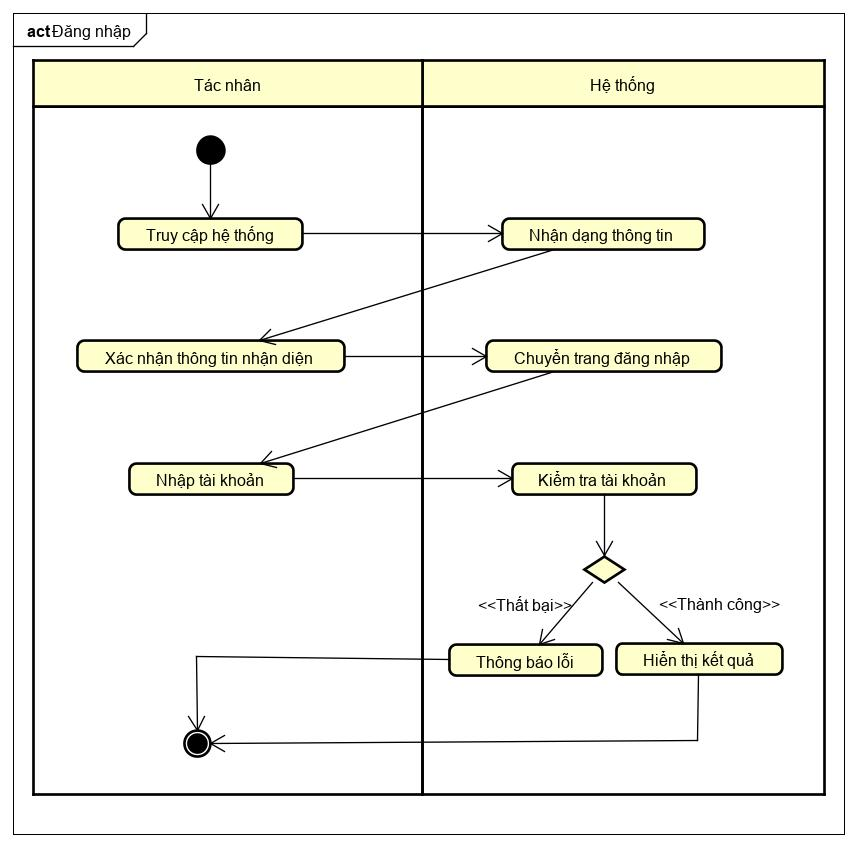 act Đăng nhập
Tác nhân
Hệ thống
Truy cập hệ thống
Nhận dạng thông tin
Xác nhận thông tin nhận diện
Chuyển trang đăng nhập
Nhập tài khoản
Kiểm tra tài khoản
<<Thất bại>>
<<Thành công>>
Thông báo lỗi
Hiển thị kết quả